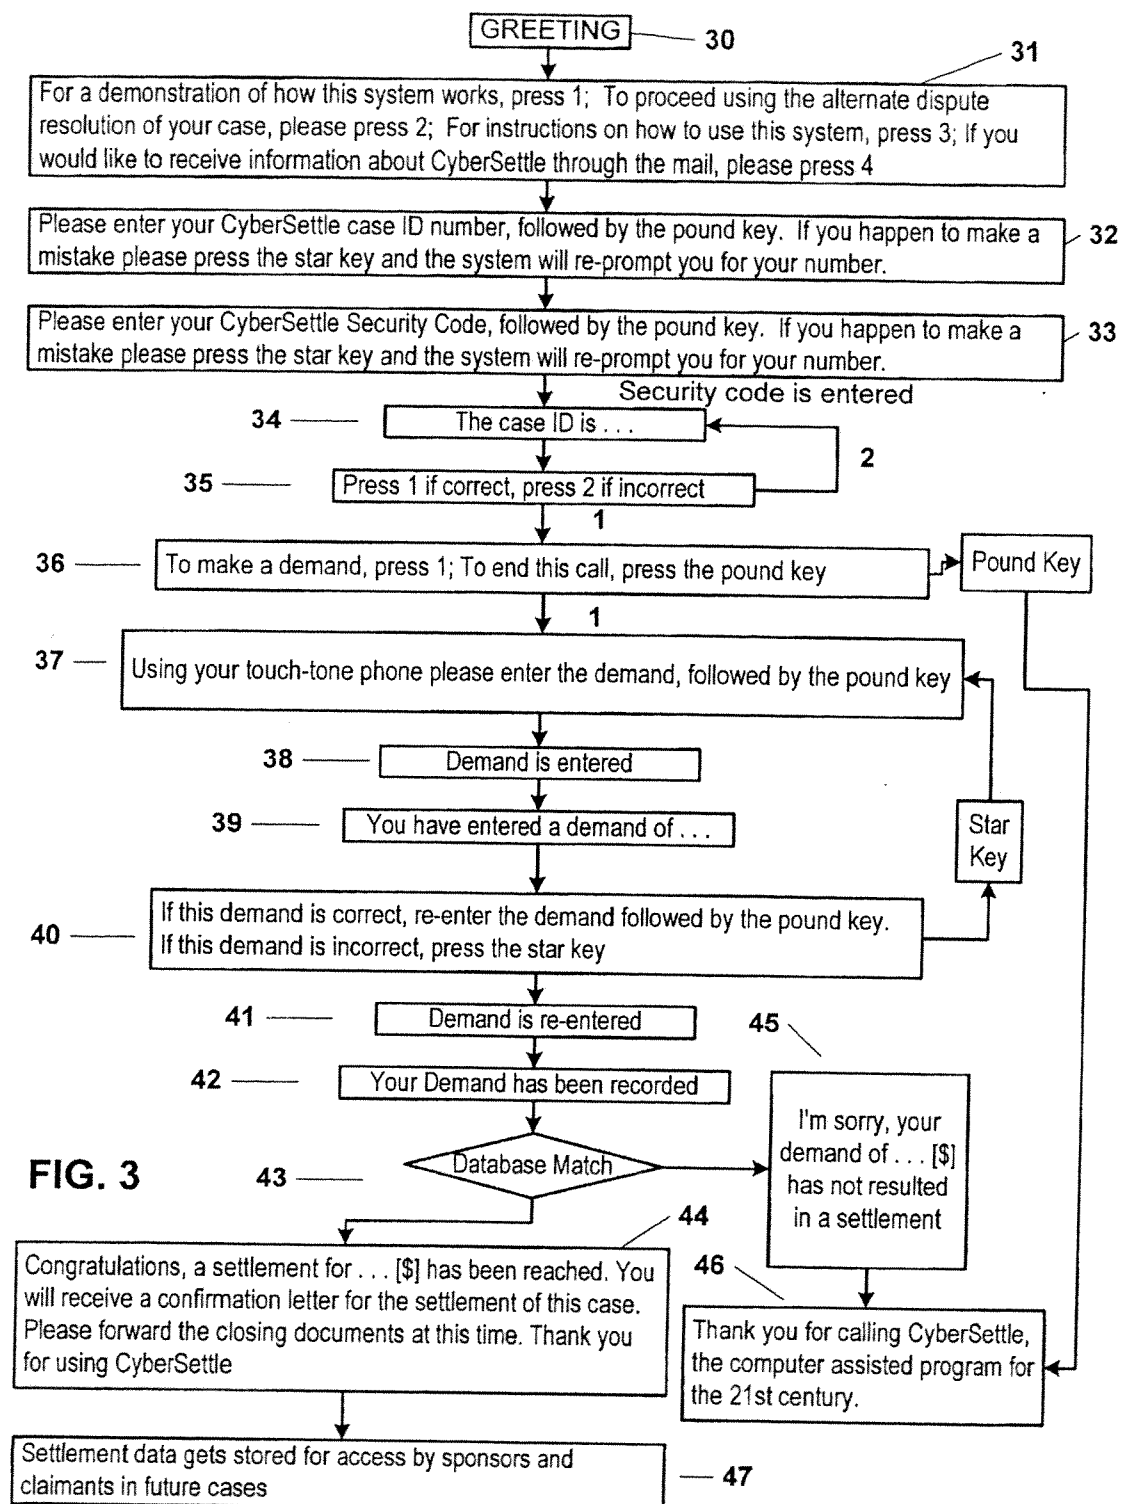 GREETING
30
31
For a demonstration of how this system works, press 1; To proceed using the alternate dispute
resolution of your case, please press 2; For instructions on how to use this system, press 3; If you
would like to receive information about CyberSettle through the mail, please press 4
Please enter your CyberSettle case ID number, followed by the pound key. If you happen to make a
mistake please press the star key and the system will re-prompt you for your number.
32
Please enter your CyberSettle Security Code, followed by the pound key. If you happen to make a
mistake please press the star key and the system will re-prompt you for your number.
33
Security code is entered
34
The case ID is . . .
2
35
Press 1 if correct, press 2 if incorrect
1
36
To make a demand, press 1; To end this call, press the pound key
Pound Key
1
37
Using your touch-tone phone please enter the demand, followed by the pound key
38
Demand is entered
39
You have entered a demand of . . .
Star
Key
40
If this demand is correct, re-enter the demand followed by the pound key.
If this demand is incorrect, press the star key
41
Demand is re-entered
45
42
Your Demand has been recorded
I'm sorry, your
demand of . . . [$]
has not resulted
in a settlement
FIG. 3
43
Database Match
44
Congratulations, a settlement for . . . [$] has been reached. You
will receive a confirmation letter for the settlement of this case.
Please forward the closing documents at this time. Thank you
for using CyberSettle
46
Thank you for calling CyberSettle,
the computer assisted program for
the 21st century.
Settlement data gets stored for access by sponsors and
claimants in future cases
47